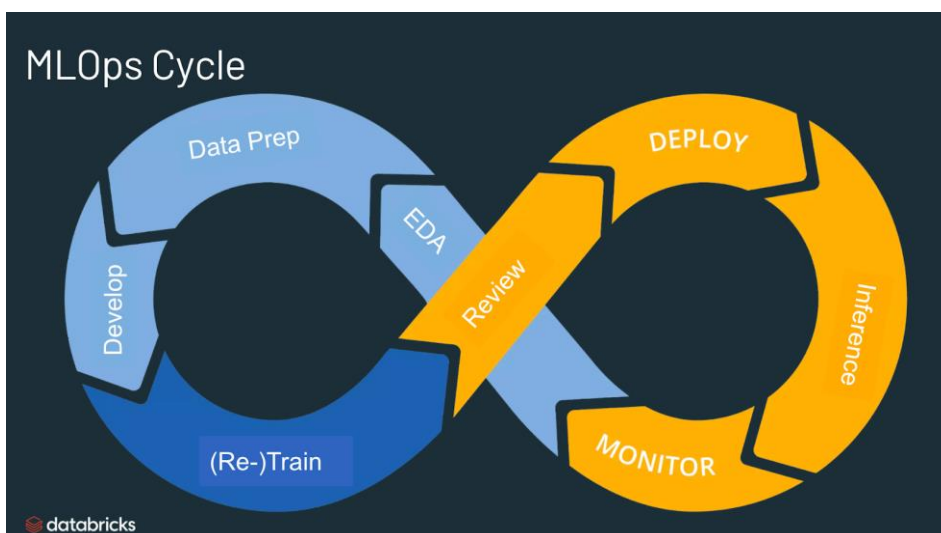 MLOps Cycle
Data Prep
DEPLOY
EDA
Review
Develop
Inference
(Re-)Train
MONITOR
databricks